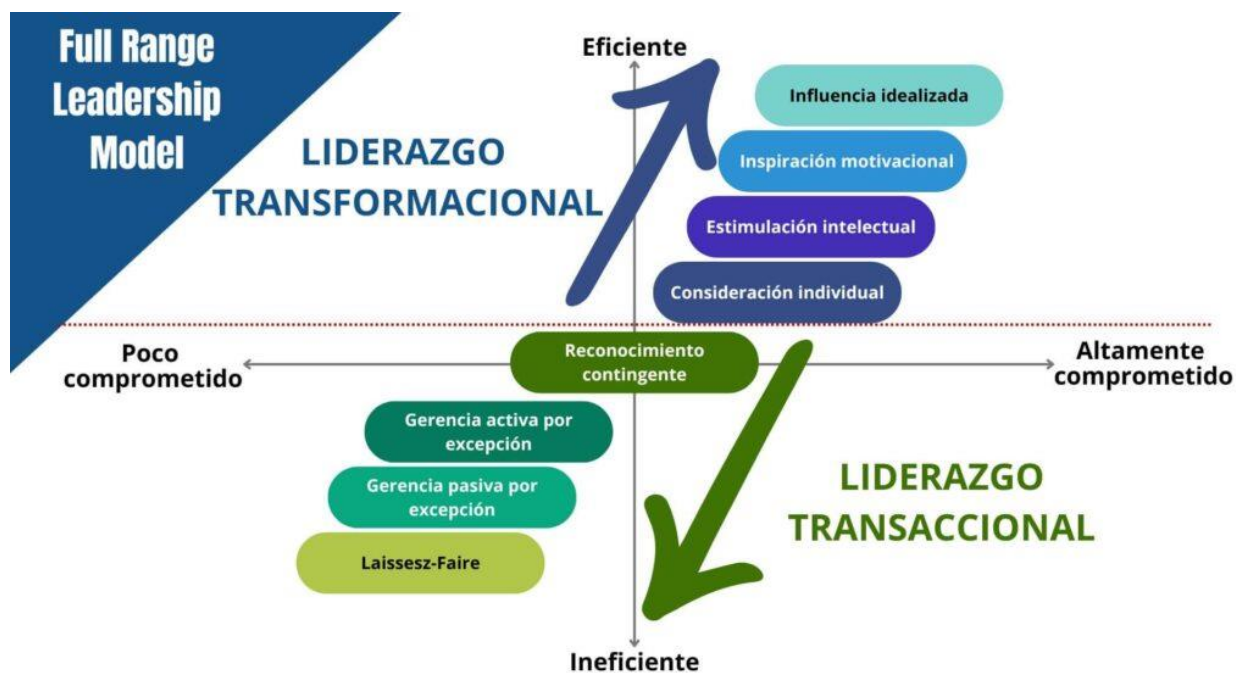 Full Range
Leadership
Model
LIDERAZGO
TRANSFORMACIONAL
Eficiente
Influencia idealizada
Inspiración motivacional
Estimulación intelectual
Consideración individual
Poco
comprometido
Reconocimiento
contingente
Altamente
comprometido
Gerencia activa por
excepción
Gerencia pasiva por
excepción
Laissesz-Faire
LIDERAZGO
TRANSACCIONAL
Ineficiente